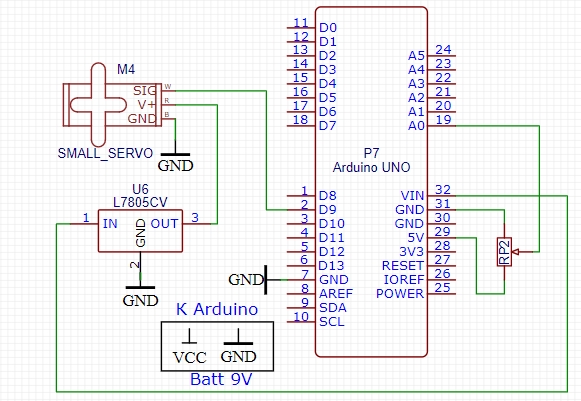 11 D0
12 D1
13 D2 A5 24
14 D3 A4 23
15 D4 A3 22
16 D5 A2 21
17 D6 A1 20
18 D7 A0 19
M4
SIG W
V+ R
GND B
SMALL_SERVO
GND
P7
Arduino UNO
U6
L7805CV
1 IN GND OUT 3
2
GND
1 D8 VIN 32
2 D9 GND 31
3 D10 GND 30
4 D11 5V 29
5 D12 3V3 28
6 D13 RESET 27
GND 7 GND IOREF 26
8 AREF POWER 25
9 SDA
10 SCL
RP2
K Arduino
VCC GND
Batt 9V